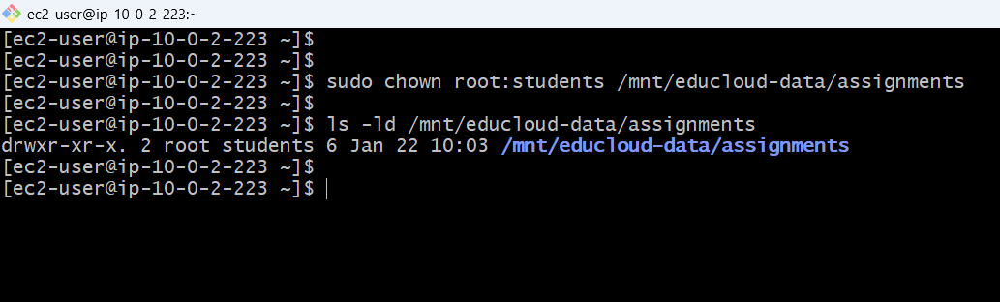 ec2-user@ip-10-0-2-223:~
[ec2-user@ip-10-0-2-223 ~]$
[ec2-user@ip-10-0-2-223 ~]$
[ec2-user@ip-10-0-2-223 ~]$ sudo chown root:students /mnt/educloud-data/assignments
[ec2-user@ip-10-0-2-223 ~]$
[ec2-user@ip-10-0-2-223 ~]$ ls -ld /mnt/educloud-data/assignments
drwxr-xr-x. 2 root students 6 Jan 22 10:03 /mnt/educloud-data/assignments
[ec2-user@ip-10-0-2-223 ~]$
[ec2-user@ip-10-0-2-223 ~]$